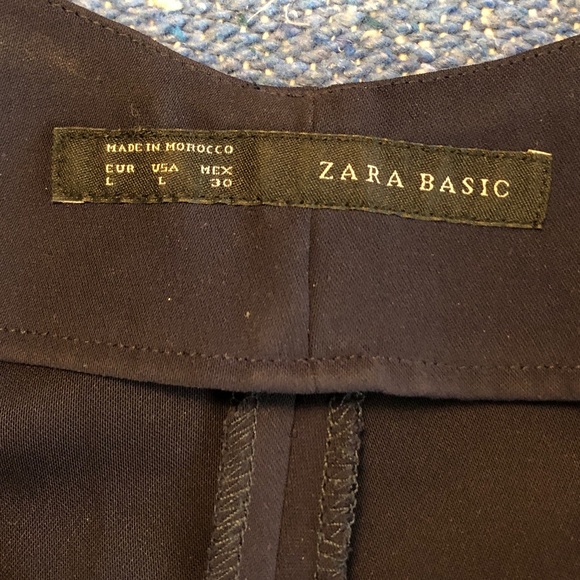 MADE IN MOROCCO
EUR USA MEX
L L 30
ZARA BASIC